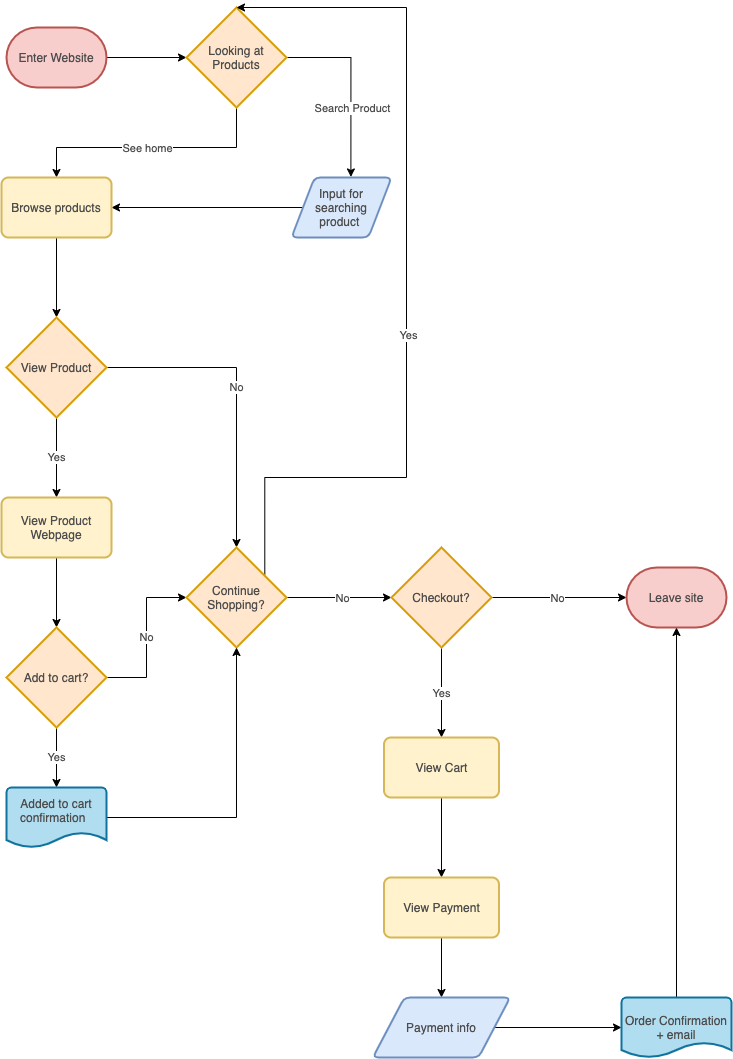 Enter Website
Looking at
Products
Search Product
See home
Browse products
Input for
searching
product
Yes
View Product
No
Yes
View Product
Webpage
Continue
Shopping?
No
Checkout?
No
Leave site
No
Add to cart?
Yes
Yes
View Cart
Added to cart
confirmation
View Payment
Payment info
Order Confirmation
+ email